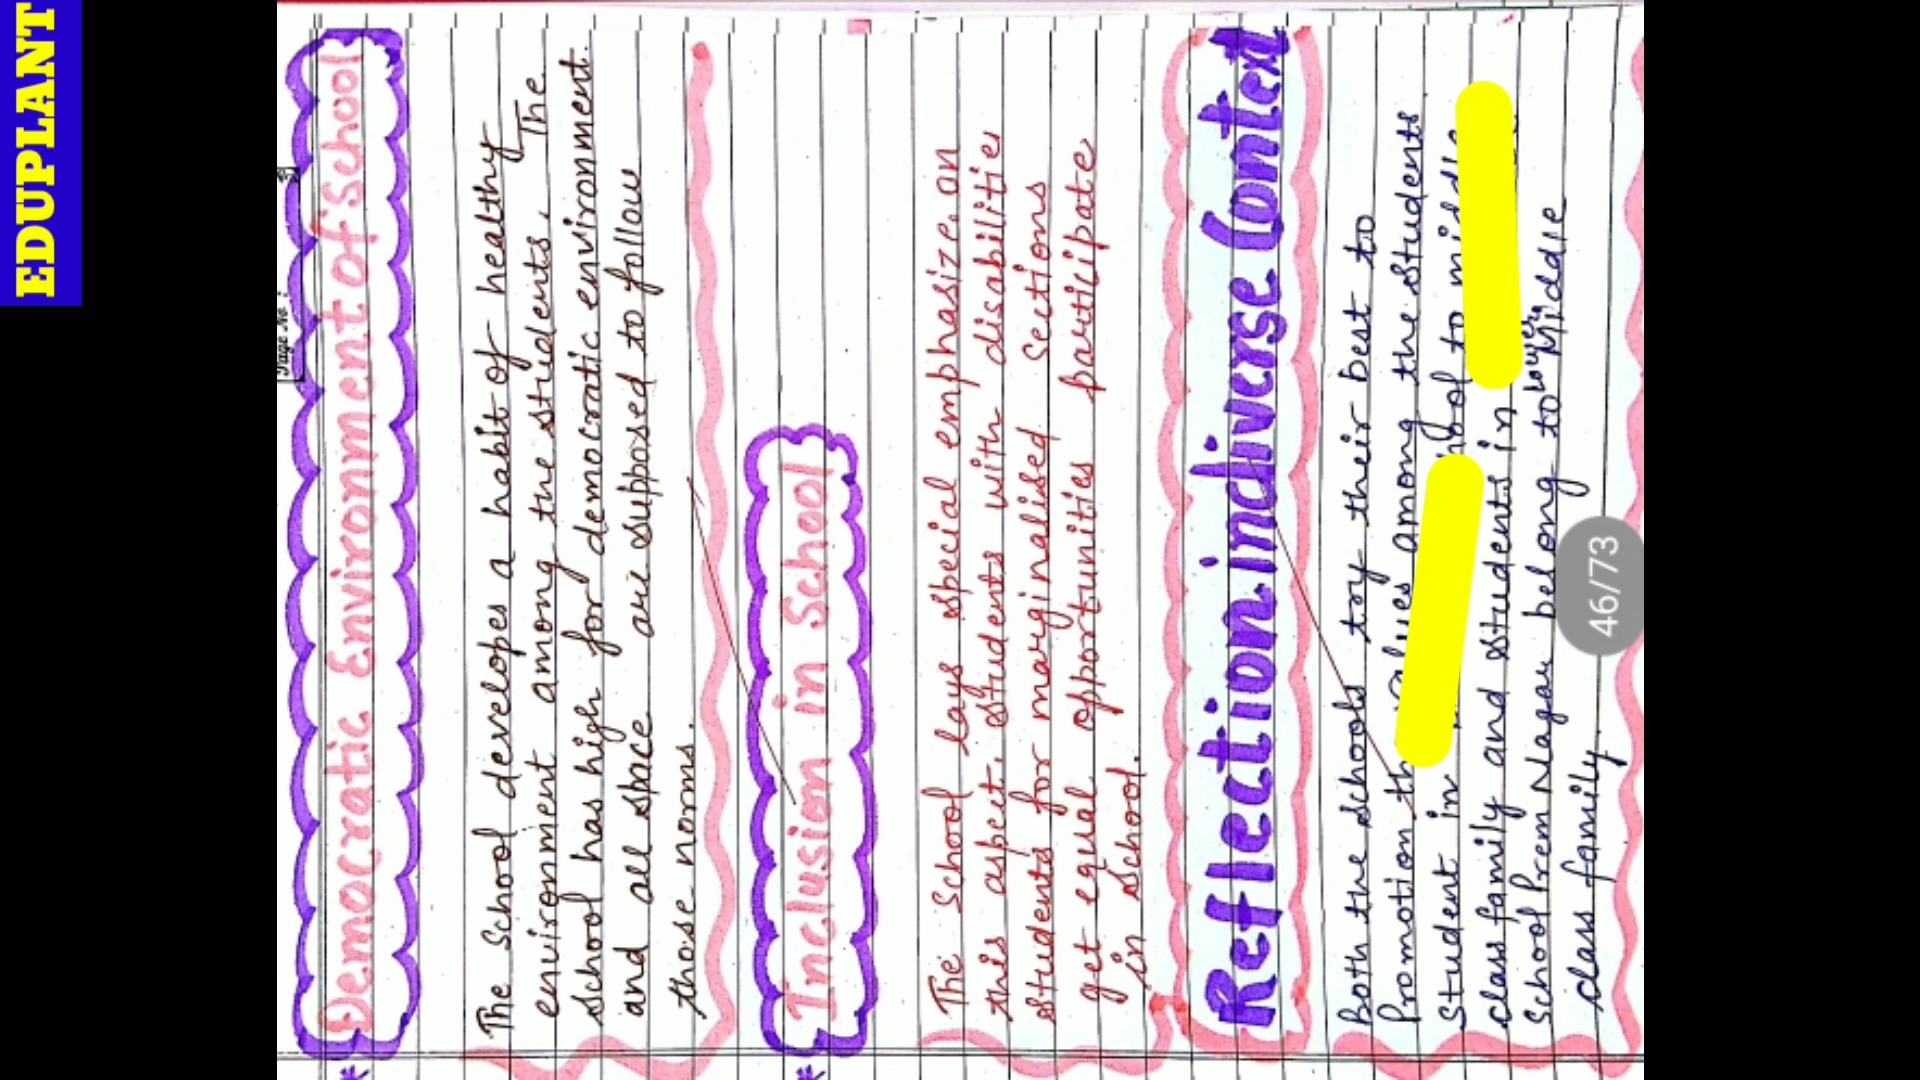 EDUPLANT
Page No.:
* Democratic Environment of School
The School developes a habit of healthy
environment among the students. The
school has high for democratic environment.
and all space are supposed to follow
those norms.
* Inclusion in School
The School lays special emphasize on
this aspect. Students with disabilities
students for marginalised sections
get equal opportunities participate
in school.
Reflection in diverse Context
Both the schools try their best to
Promotion the values among the students
Student in to middle
class family and students in
School Prem Nagar belong to lower Middle
class family.
46/73